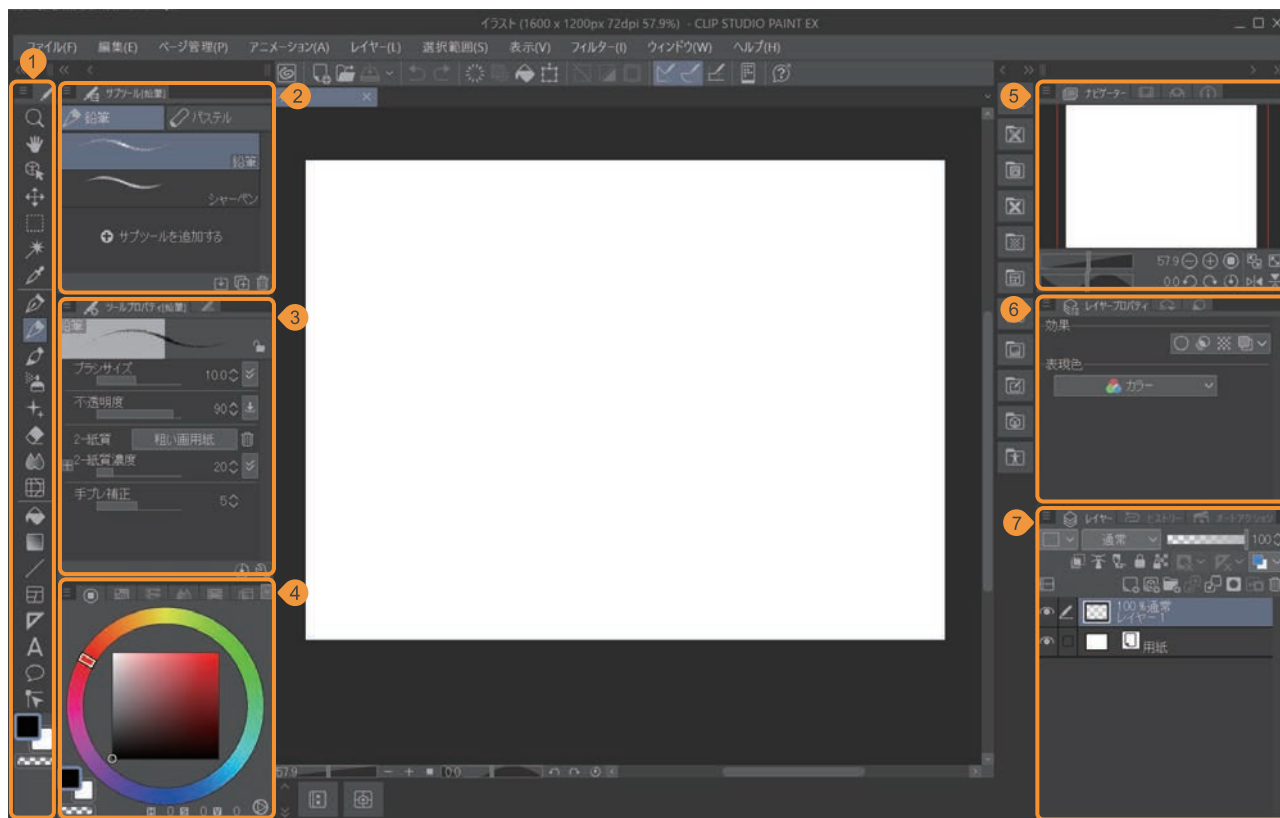 イラスト (1600 x 1200px 72dpi 57.9%) - CLIP STUDIO PAINT EX
ファイル(F) 編集(E) ページ管理(P) アニメーション(A) レイヤー(L) 選択範囲(S) 表示(V) フィルター(I) ウィンドウ(W) ヘルプ(H)
1
2
サブツール[鉛筆]
鉛筆 パステル
鉛筆
シャーペン
サブツールを追加する
3
ツールプロパティ[鉛筆]
鉛筆
ブラシサイズ 10.0
不透明度 90
2-紙質 粗い画用紙
2-紙質濃度 20
手ブレ補正 5
4
H 0 S 0 V 0
57.9 0.0
5
ナビゲーター
57.9
0.0
6
レイヤープロパティ
効果
表現色
カラー
7
レイヤー ヒストリー オートアクション
通常 100
100 %通常
レイヤー 1
用紙